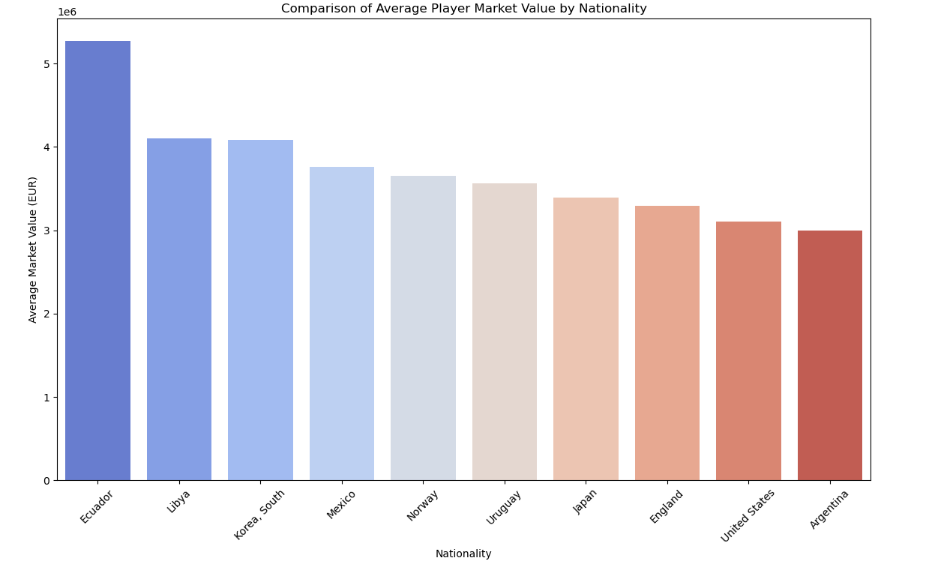 Comparison of Average Player Market Value by Nationality
1e6
5
4
3
2
1
0
Average Market Value (EUR)
Ecuador
Libya
Korea, South
Mexico
Norway
Uruguay
Japan
England
United States
Argentina
Nationality